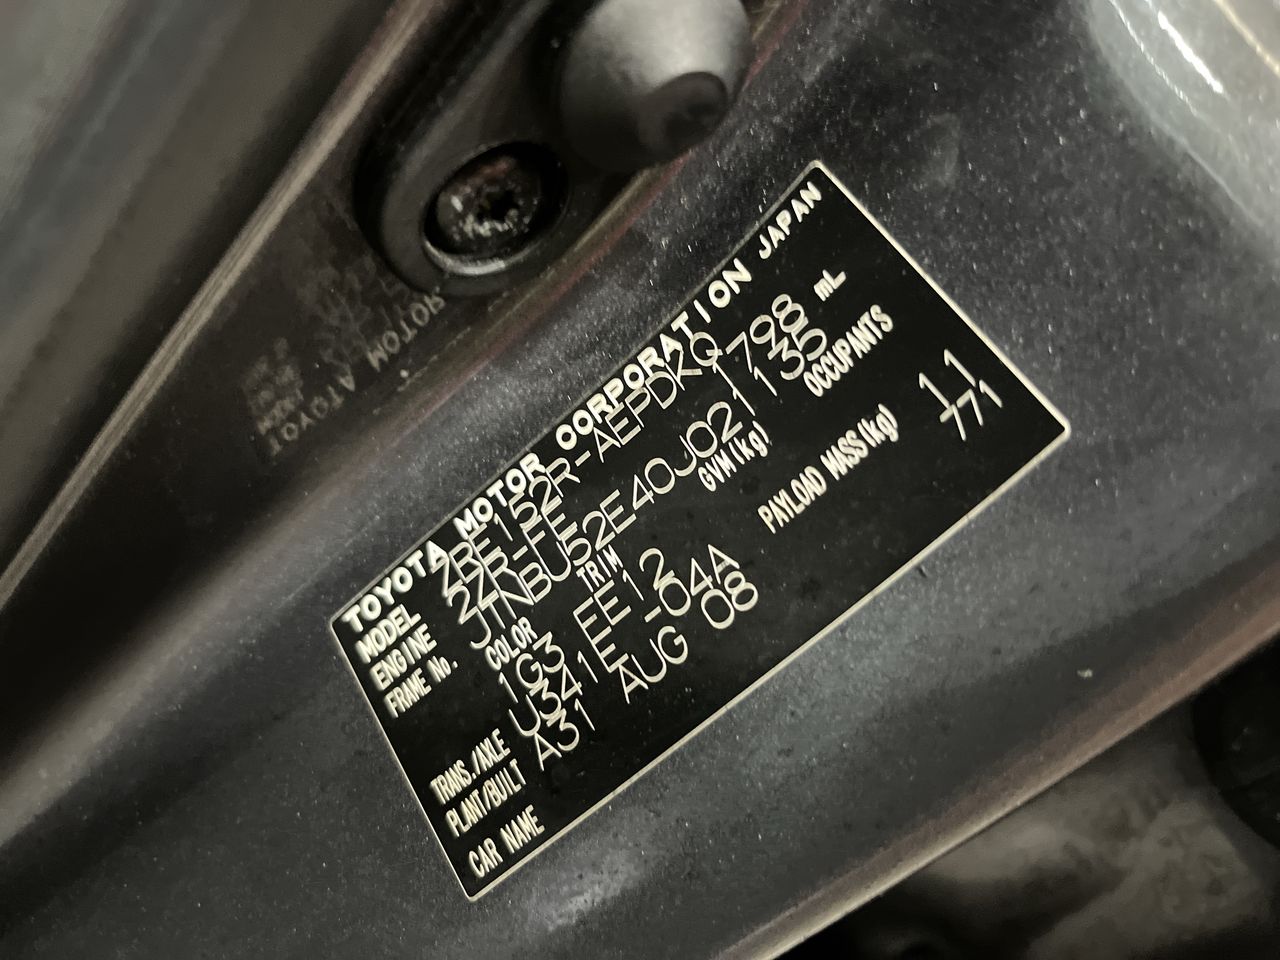 TOYOTA MOTOR CORPORATION JAPAN
MODEL ZRE152R-AEPDKQ
ENGINE 2ZR-FE 1798 mL
FRAME No. JTNBU52E40J021135
COLOR TRIM GVM(kg) OCCUPANTS
1G3 EE12
TRANS./AXLE U341E -04A PAYLOAD MASS(kg)
PLANT/BUILT A31 AUG 08
CAR NAME